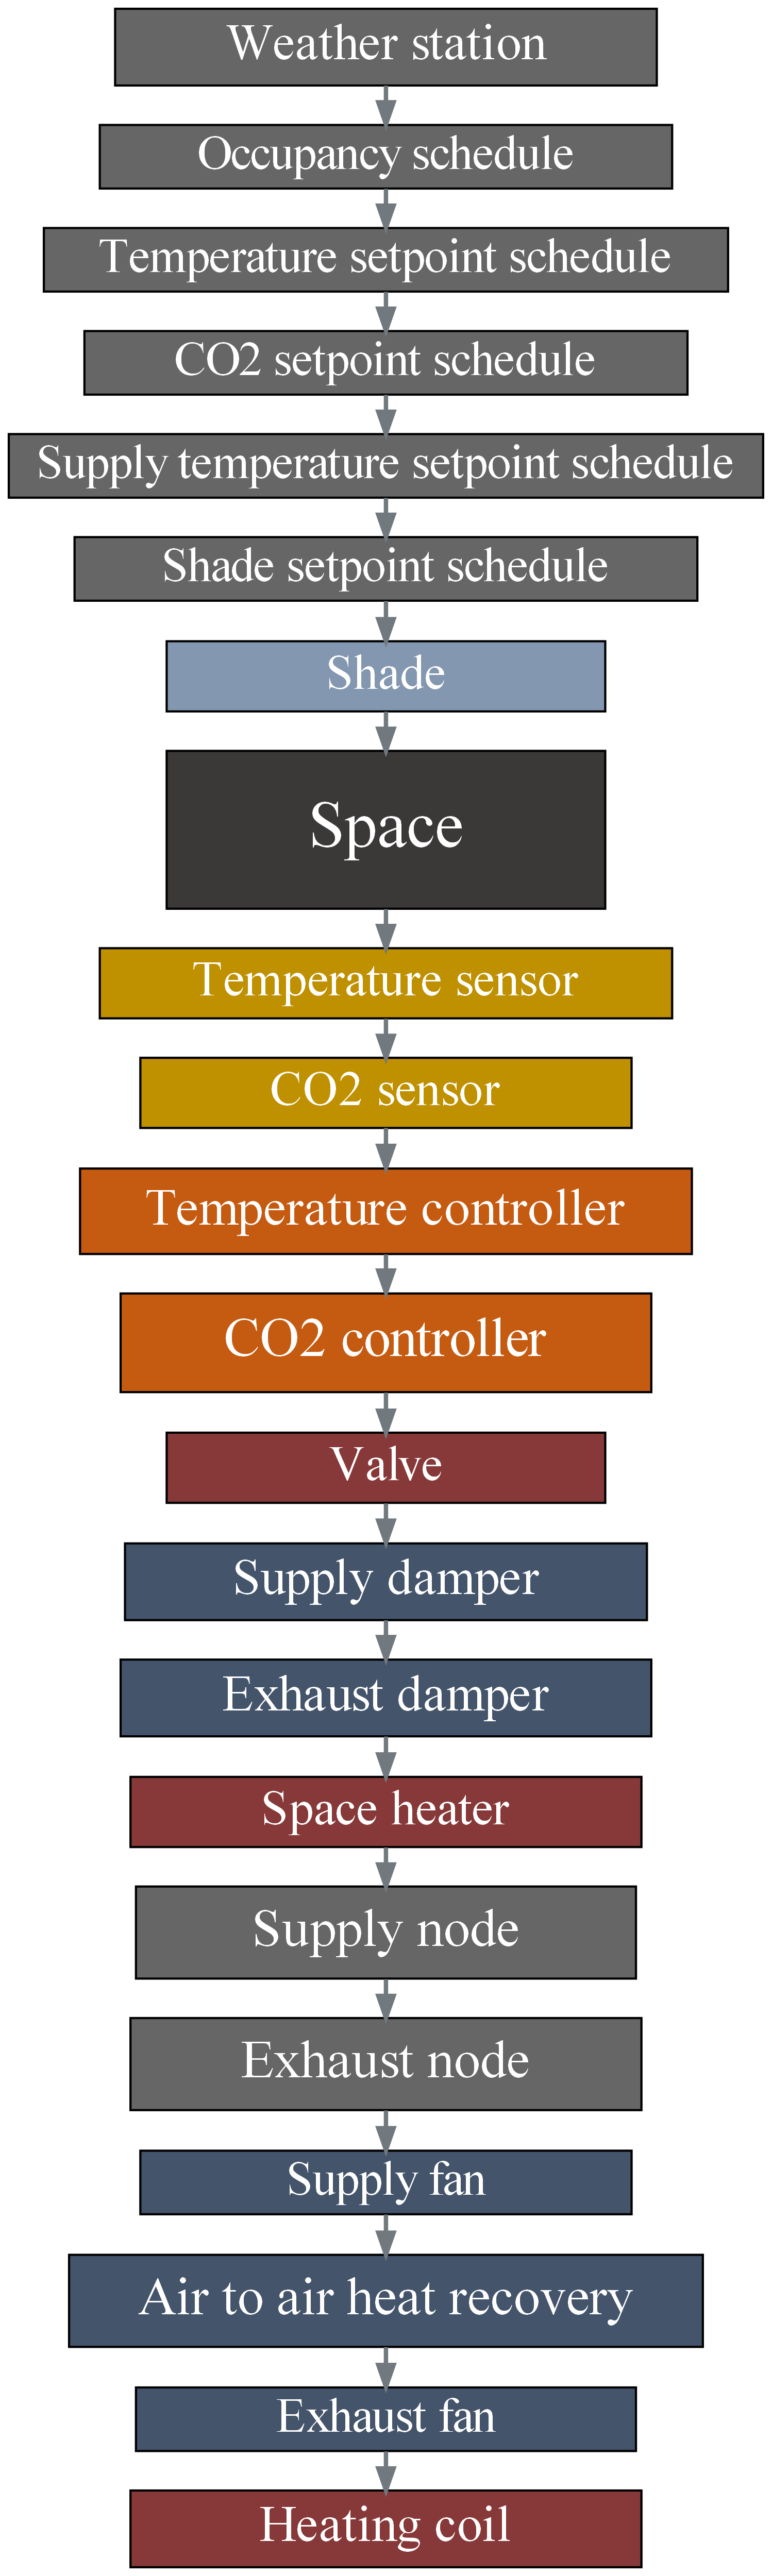 Weather station
Occupancy schedule
Temperature setpoint schedule
CO2 setpoint schedule
Supply temperature setpoint schedule
Shade setpoint schedule
Shade
Space
Temperature sensor
CO2 sensor
Temperature controller
CO2 controller
Valve
Supply damper
Exhaust damper
Space heater
Supply node
Exhaust node
Supply fan
Air to air heat recovery
Exhaust fan
Heating coil